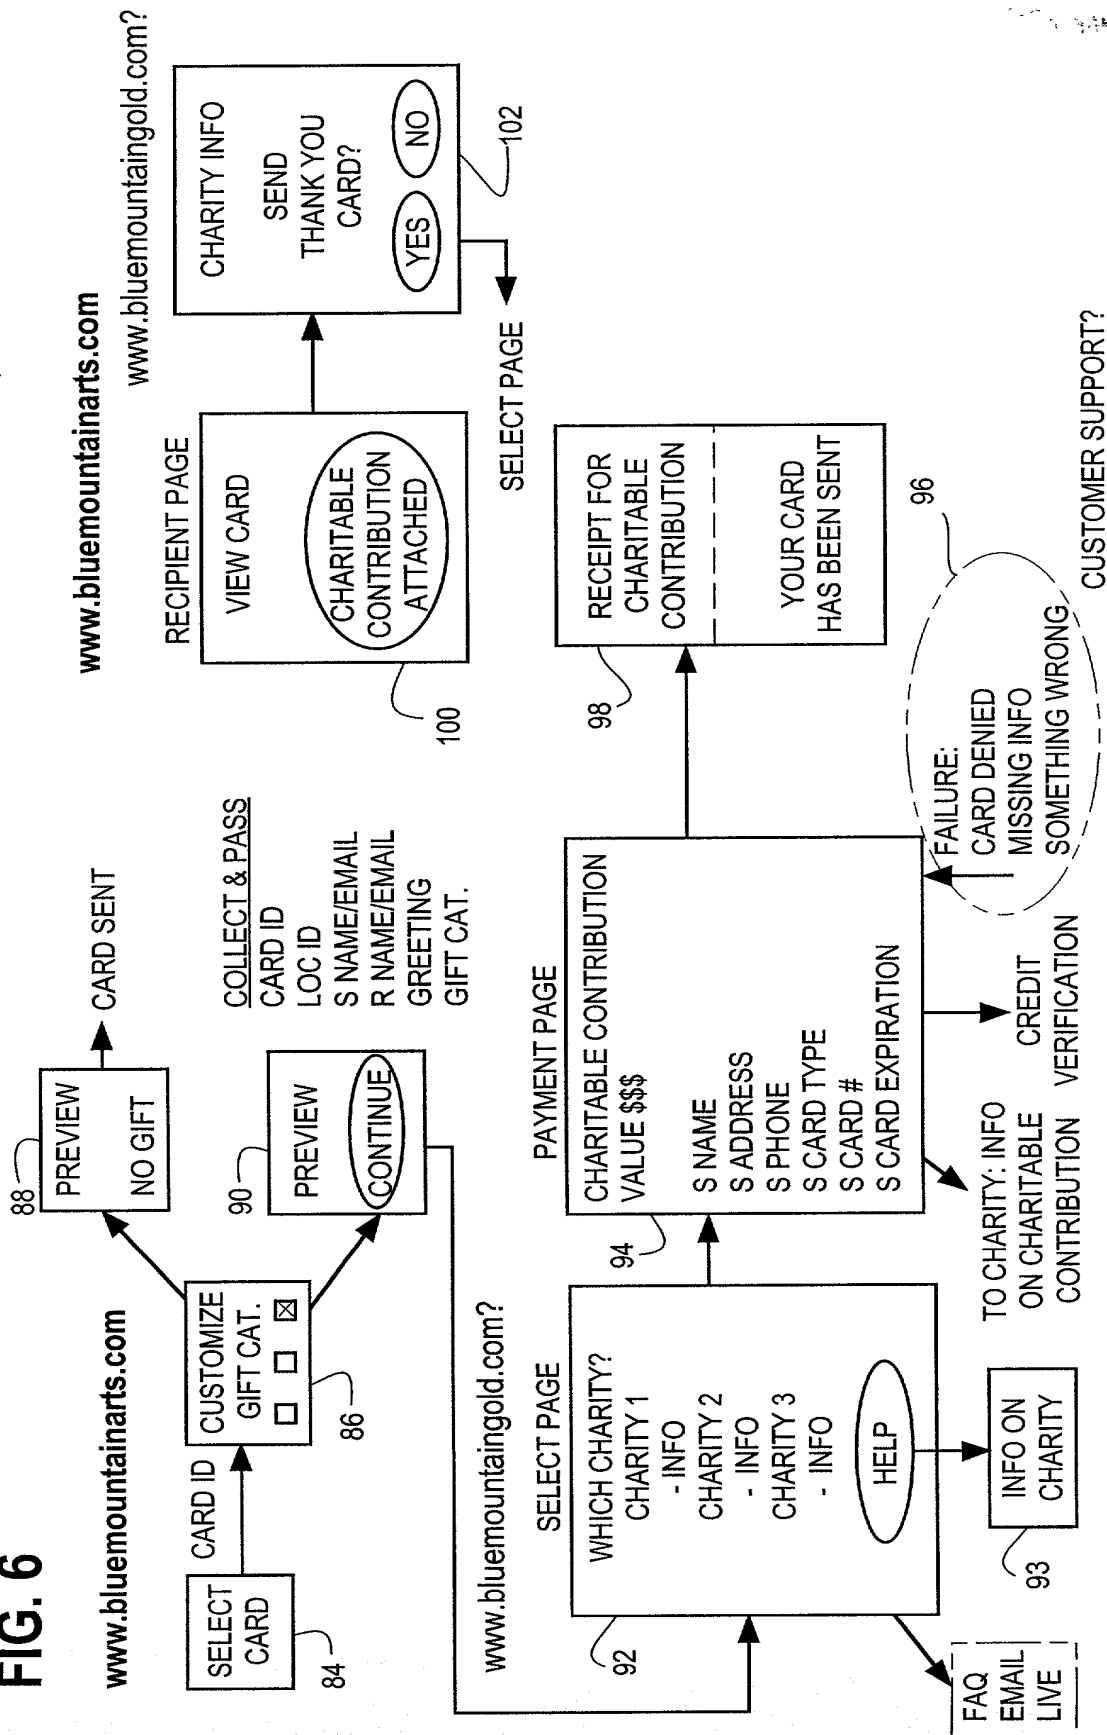 FIG. 6
www.bluemountainarts.com
SELECT
CARD
84
CARD ID
CUSTOMIZE
GIFT CAT.
86
88
PREVIEW
NO GIFT
CARD SENT
90
PREVIEW
CONTINUE
COLLECT & PASS
CARD ID
LOC ID
S NAME/EMAIL
R NAME/EMAIL
GREETING
GIFT CAT.
www.bluemountainarts.com
RECIPIENT PAGE
VIEW CARD
CHARITABLE
CONTRIBUTION
ATTACHED
100
www.bluemountaingold.com?
CHARITY INFO
SEND
THANK YOU
CARD?
YES
NO
102
SELECT PAGE
www.bluemountaingold.com?
SELECT PAGE
92
WHICH CHARITY?
CHARITY 1
- INFO
CHARITY 2
- INFO
CHARITY 3
- INFO
HELP
FAQ
EMAIL
LIVE
93
INFO ON
CHARITY
PAYMENT PAGE
94
CHARITABLE CONTRIBUTION
VALUE $$$
S NAME
S ADDRESS
S PHONE
S CARD TYPE
S CARD #
S CARD EXPIRATION
TO CHARITY: INFO
ON CHARITABLE
CONTRIBUTION
CREDIT
VERIFICATION
98
RECEIPT FOR
CHARITABLE
CONTRIBUTION
YOUR CARD
HAS BEEN SENT
96
FAILURE:
CARD DENIED
MISSING INFO
SOMETHING WRONG
CUSTOMER SUPPORT?